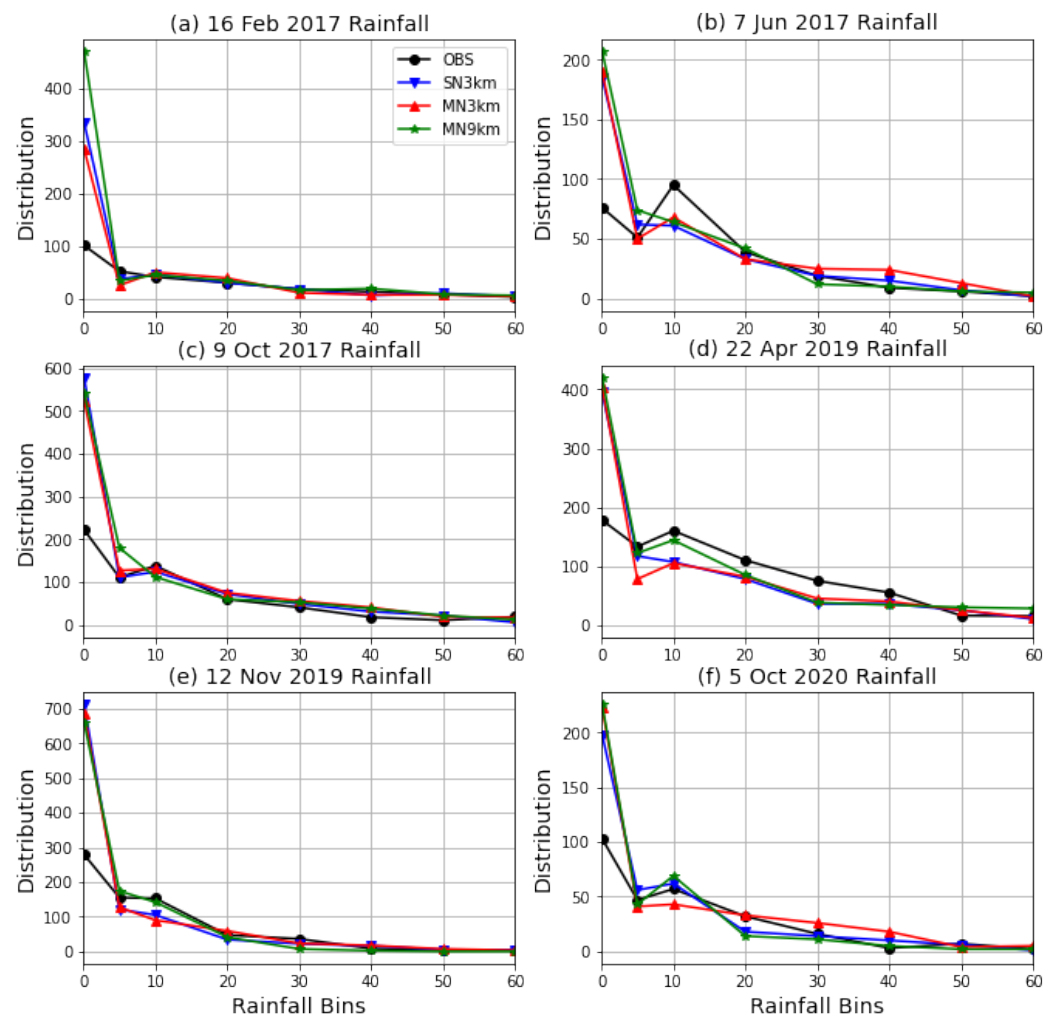 (a) 16 Feb 2017 Rainfall
Distribution
400
300
200
100
0
0 10 20 30 40 50 60
OBS
SN3km
MN3km
MN9km
(b) 7 Jun 2017 Rainfall
Distribution
200
150
100
50
0
0 10 20 30 40 50 60
(c) 9 Oct 2017 Rainfall
Distribution
600
500
400
300
200
100
0
0 10 20 30 40 50 60
(d) 22 Apr 2019 Rainfall
Distribution
400
300
200
100
0
0 10 20 30 40 50 60
(e) 12 Nov 2019 Rainfall
Distribution
700
600
500
400
300
200
100
0
0 10 20 30 40 50 60
Rainfall Bins
(f) 5 Oct 2020 Rainfall
Distribution
200
150
100
50
0
0 10 20 30 40 50 60
Rainfall Bins